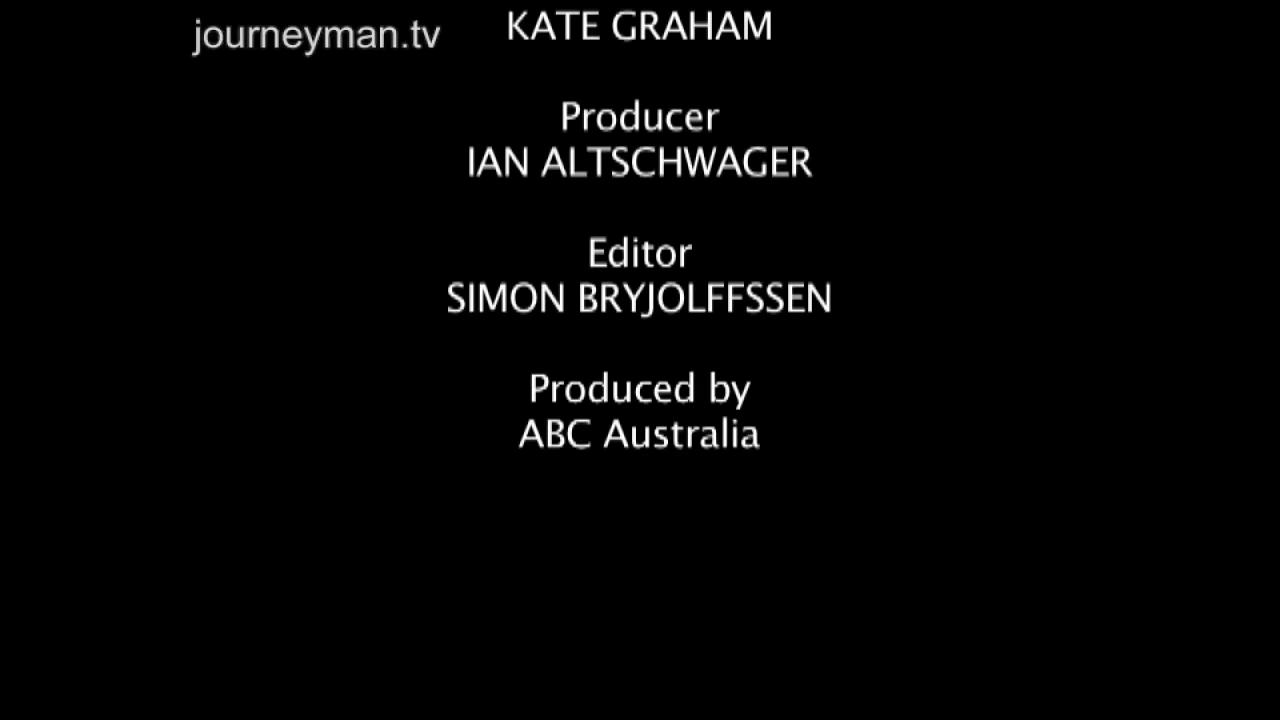 journeyman.tv
KATE GRAHAM
Producer
IAN ALTSCHWAGER
Editor
SIMON BRYJOLFFSSEN
Produced by
ABC Australia